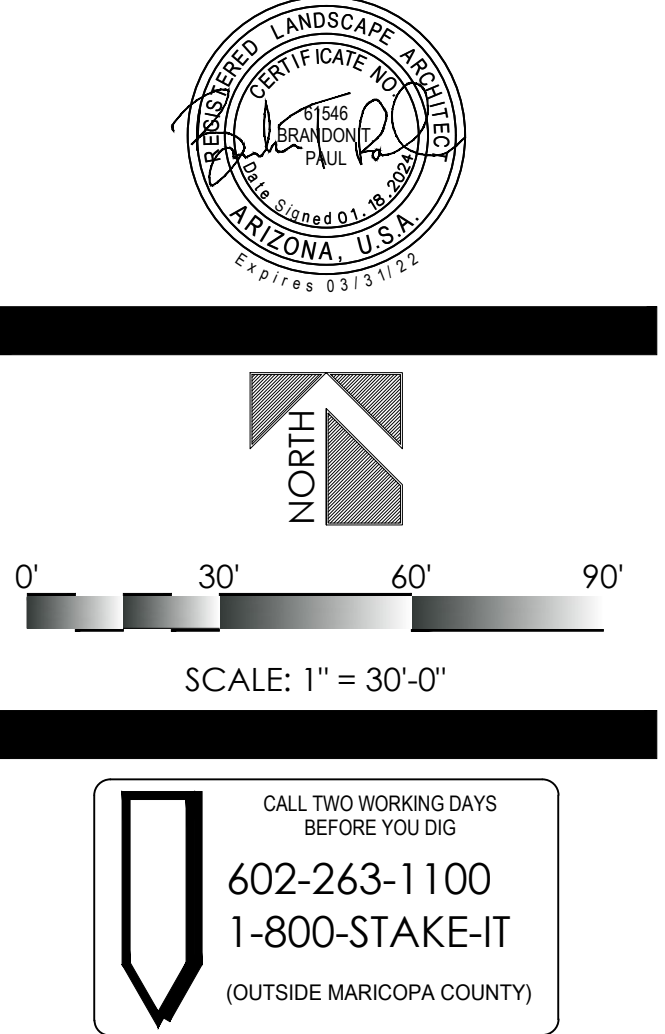 REGISTERED LANDSCAPE ARCHITECT
CERTIFICATE NO.
61546
BRANDON T
PAUL
Date Signed 01.18.2024
ARIZONA, U.S.A.
Expires 03/31/22
NORTH
0' 30' 60' 90'
SCALE: 1" = 30'-0"
CALL TWO WORKING DAYS
BEFORE YOU DIG
602-263-1100
1-800-STAKE-IT
(OUTSIDE MARICOPA COUNTY)